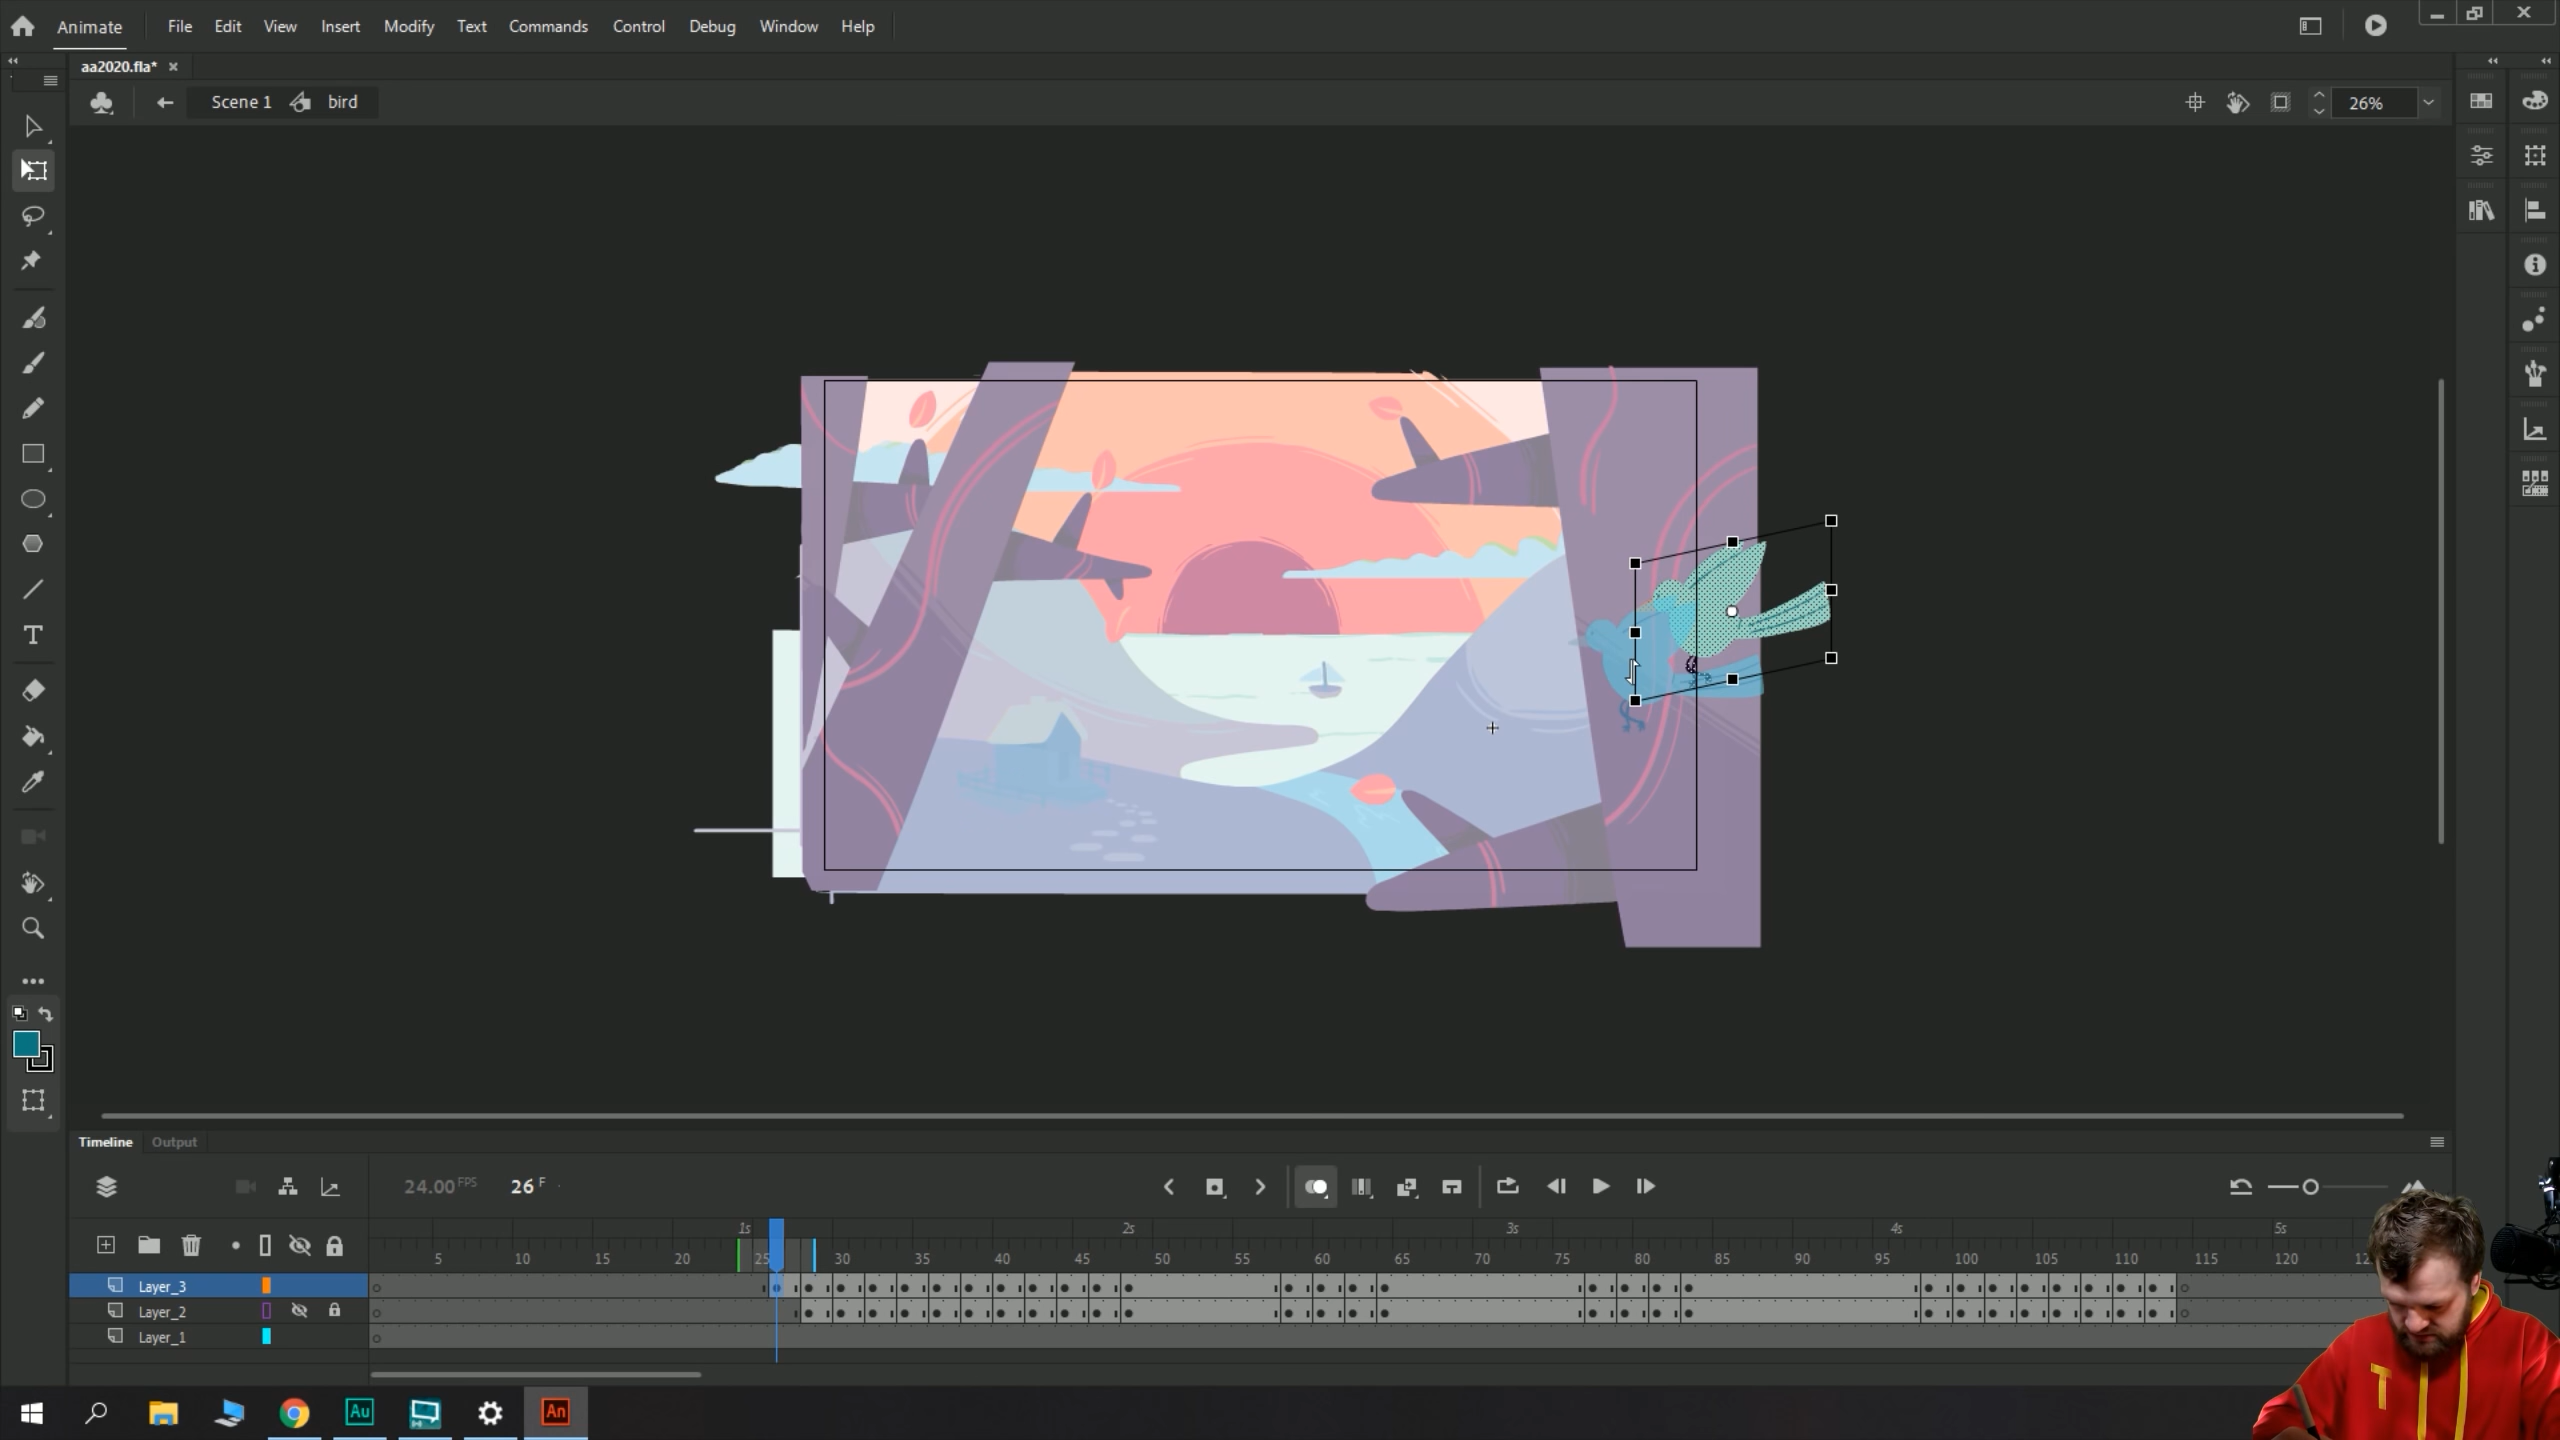 Animate File Edit View Insert Modify Text Commands Control Debug Window Help
aa2020.fla* ×
Scene 1 bird 26%
T
Timeline Output
24.00 FPS 26 F
1s 2s 3s 4s 5s
5 10 15 20 25 30 35 40 45 50 55 60 65 70 75 80 85 90 95 100 105 110 115 120
Layer_3
Layer_2
Layer_1
Au An
T